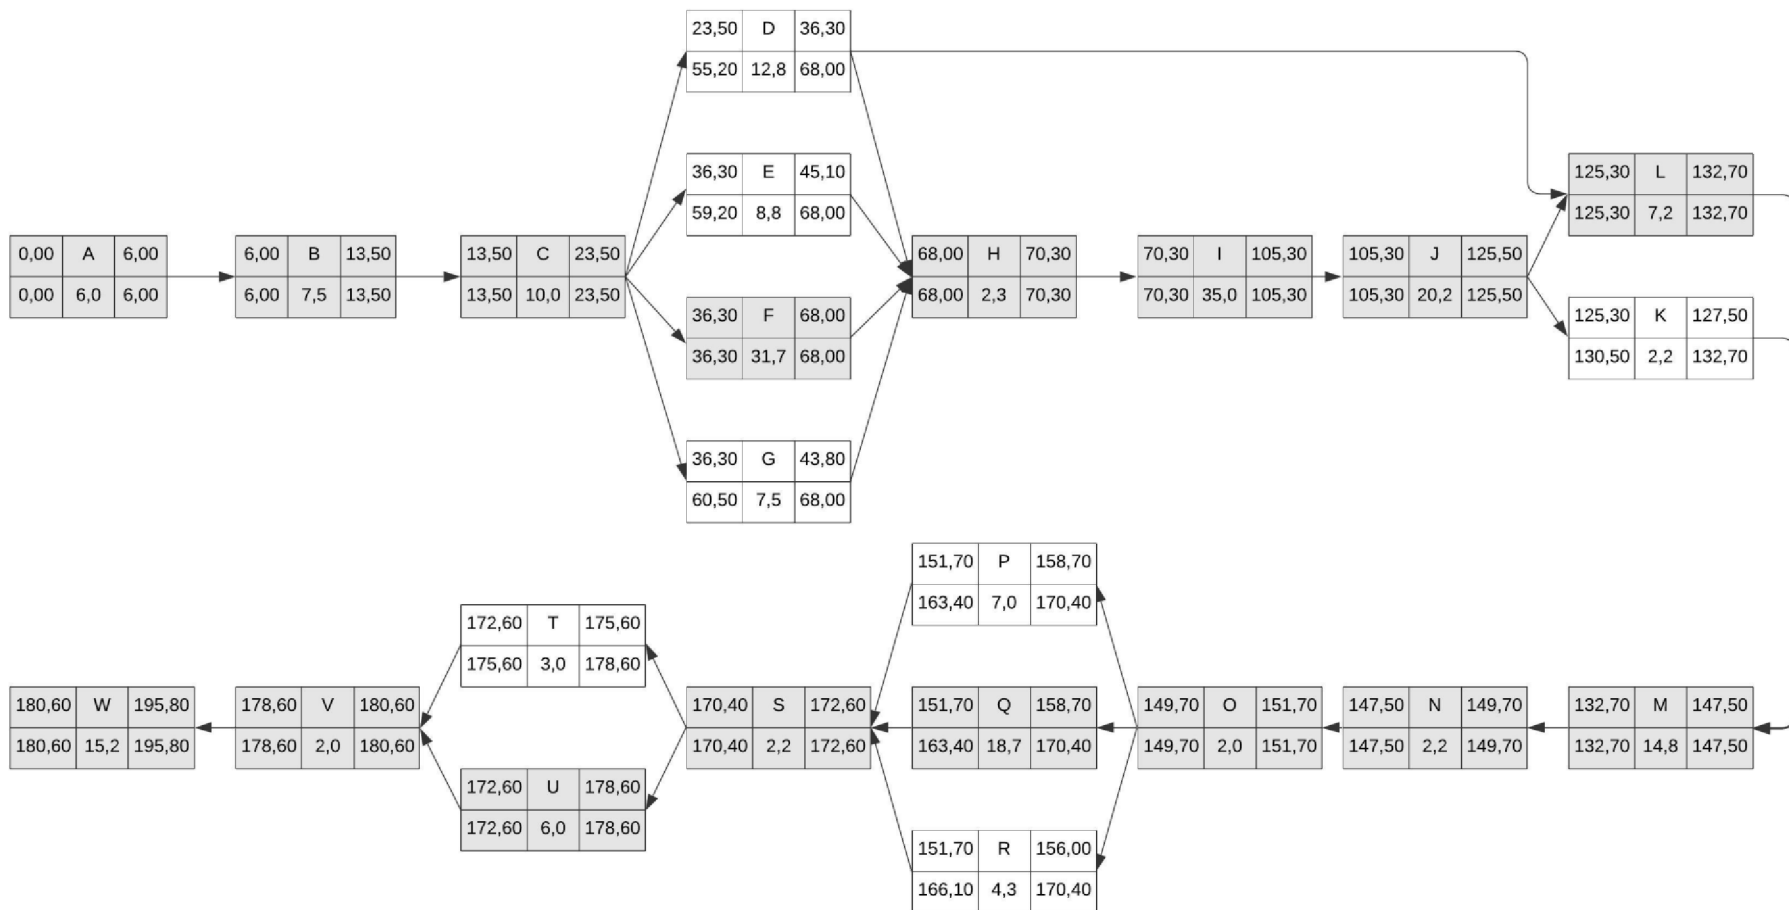 23,50 D 36,30
55,20 12,8 68,00
36,30 E 45,10
59,20 8,8 68,00
125,30 L 132,70
125,30 7,2 132,70
0,00 A 6,00
0,00 6,0 6,00
6,00 B 13,50
6,00 7,5 13,50
13,50 C 23,50
13,50 10,0 23,50
36,30 F 68,00
36,30 31,7 68,00
68,00 H 70,30
68,00 2,3 70,30
70,30 I 105,30
70,30 35,0 105,30
105,30 J 125,50
105,30 20,2 125,50
125,30 K 127,50
130,50 2,2 132,70
36,30 G 43,80
60,50 7,5 68,00
151,70 P 158,70
163,40 7,0 170,40
172,60 T 175,60
175,60 3,0 178,60
180,60 W 195,80
180,60 15,2 195,80
178,60 V 180,60
178,60 2,0 180,60
170,40 S 172,60
170,40 2,2 172,60
151,70 Q 158,70
163,40 18,7 170,40
149,70 O 151,70
149,70 2,0 151,70
147,50 N 149,70
147,50 2,2 149,70
132,70 M 147,50
132,70 14,8 147,50
172,60 U 178,60
172,60 6,0 178,60
151,70 R 156,00
166,10 4,3 170,40